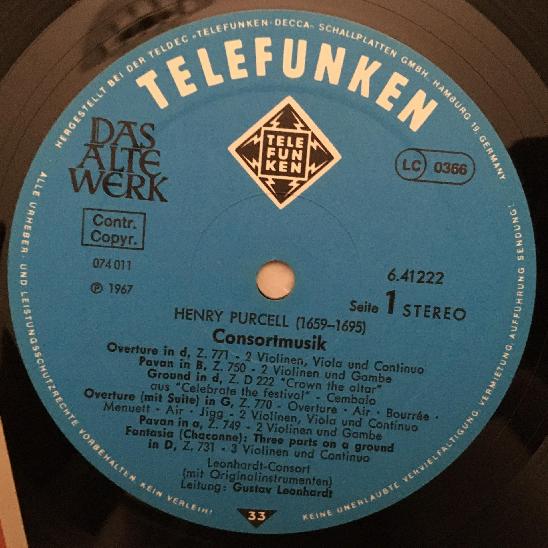 HERGESTELLT BEI DER TELDEC »TELEFUNKEN-DECCA« SCHALLPLATTEN GMBH, HAMBURG 19, GERMANY
TELEFUNKEN
DAS
ALTE
WERK
TELE
FUN
KEN
LC 0366
Contr.
Copyr.
074 011
℗ 1967
6.41222
Seite 1 STEREO
HENRY PURCELL (1659-1695)
Consortmusik
Overture in d, Z. 771 - 2 Violinen, Viola und Continuo
Pavan in B, Z. 750 - 2 Violinen und Gambe
Ground in d, Z. D 222 "Crown the altar"
aus "Celebrate the festival" - Cembalo
Overture (mit Suite) in G, Z. 770 - Overture · Air · Bourrée ·
Menuett · Air · Jigg - 2 Violinen, Viola und Continuo
Pavan in a, Z. 749 - 2 Violinen und Gambe
Fantasia (Chaconne): Three parts on a ground
in D, Z. 731 - 3 Violinen und Continuo
Leonhardt-Consort
(mit Originalinstrumenten)
Leitung: Gustav Leonhardt
33
ALLE URHEBER- UND LEISTUNGSSCHUTZRECHTE VORBEHALTEN KEIN VERLEIH!
KEINE UNERLAUBTE VERVIELFÄLTIGUNG, VERMIETUNG, AUFFÜHRUNG, SENDUNG!